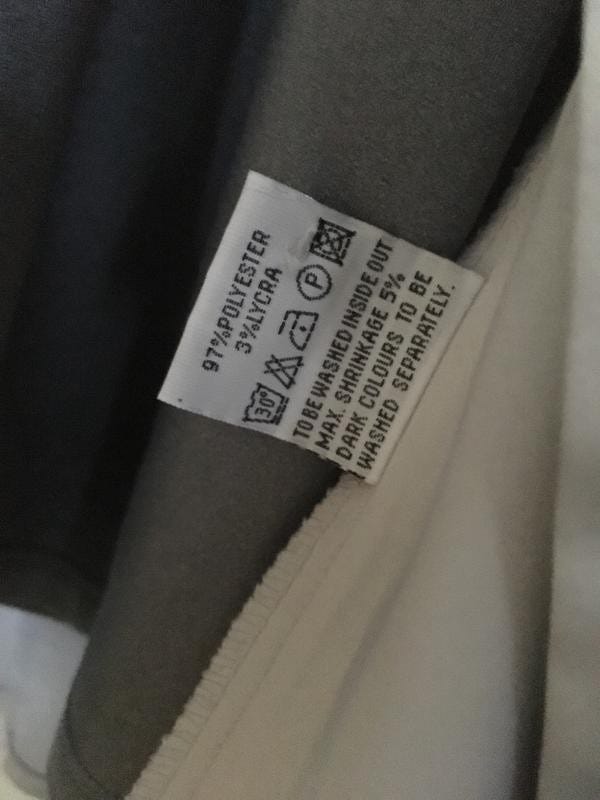 97%POLYESTER
3%LYCRA
30° P
TO BE WASHED INSIDE OUT
MAX. SHRINKAGE 5%
DARK COLOURS TO BE
WASHED SEPARATELY.